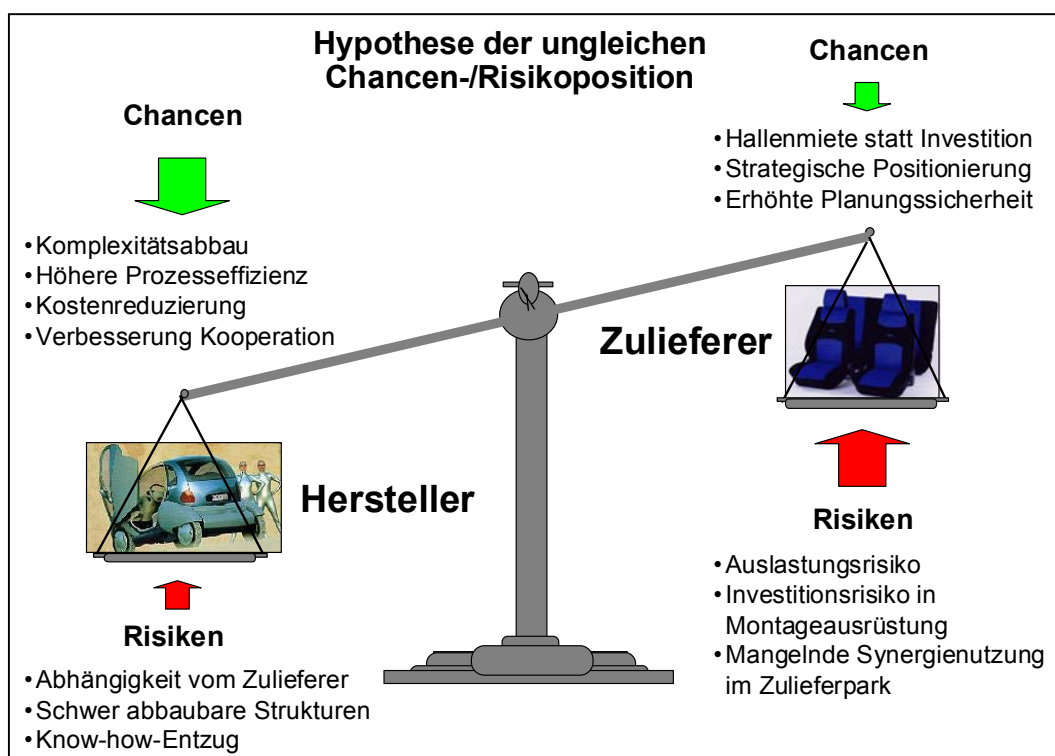 Hypothese der ungleichen
Chancen-/Risikoposition
Chancen
•Komplexitätsabbau
•Höhere Prozesseffizienz
•Kostenreduzierung
•Verbesserung Kooperation
Chancen
•Hallenmiete statt Investition
•Strategische Positionierung
•Erhöhte Planungssicherheit
Zulieferer
Hersteller
zoom
Risiken
•Abhängigkeit vom Zulieferer
•Schwer abbaubare Strukturen
•Know-how-Entzug
Risiken
•Auslastungsrisiko
•Investitionsrisiko in
Montageausrüstung
•Mangelnde Synergienutzung
im Zulieferpark